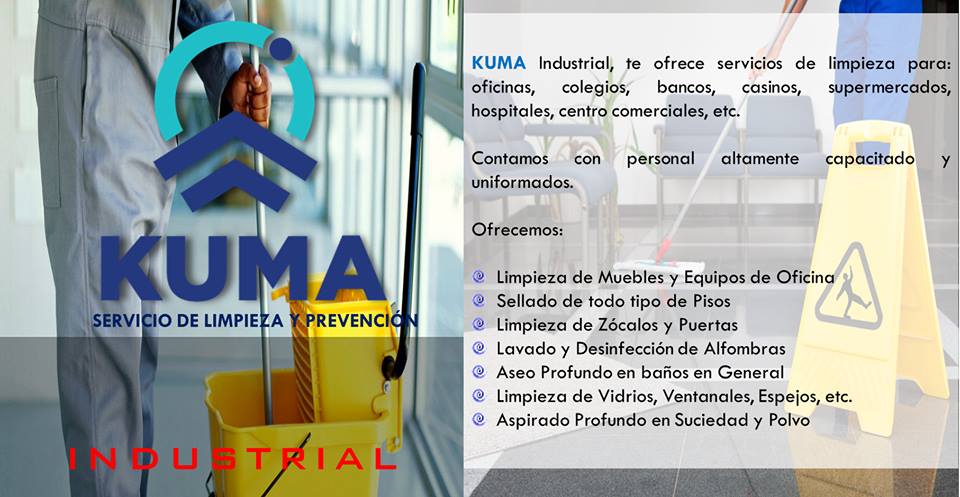 KUMA
SERVICIO DE LIMPIEZA Y PREVENCIÓN
INDUSTRIAL
KUMA Industrial, te ofrece servicios de limpieza para:
oficinas, colegios, bancos, casinos, supermercados,
hospitales, centro comerciales, etc.
Contamos con personal altamente capacitado y
uniformados.
Ofrecemos:
Limpieza de Muebles y Equipos de Oficina
Sellado de todo tipo de Pisos
Limpieza de Zócalos y Puertas
Lavado y Desinfección de Alfombras
Aseo Profundo en baños en General
Limpieza de Vidrios, Ventanales, Espejos, etc.
Aspirado Profundo en Suciedad y Polvo